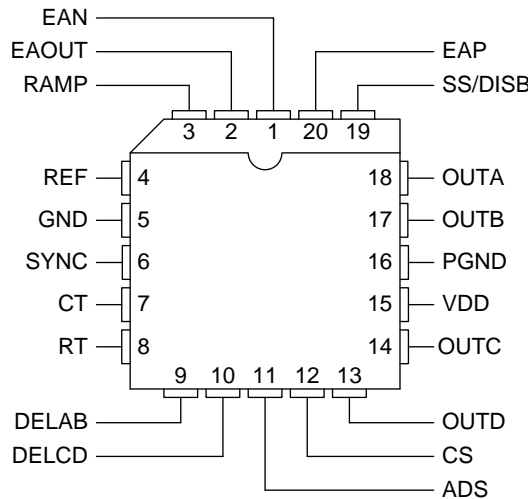 EAN
EAOUT EAP
RAMP SS/DISB
3 2 1 20 19
REF 4 18 OUTA
GND 5 17 OUTB
SYNC 6 16 PGND
CT 7 15 VDD
RT 8 14 OUTC
9 10 11 12 13
DELAB OUTD
DELCD CS
ADS